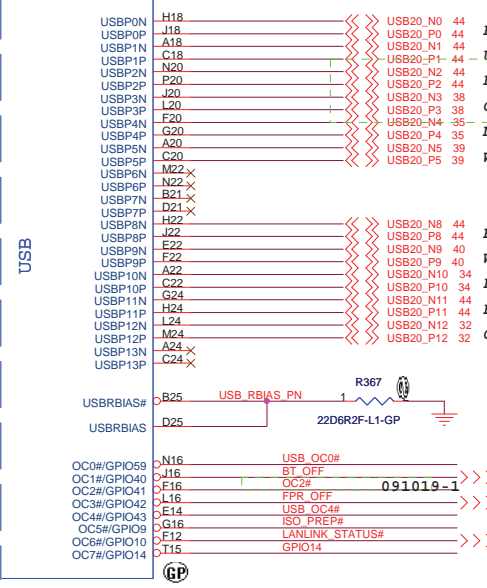 USBP0N H18 USB20_N0 44
USBP0P J18 USB20_P0 44
USBP1N A18 USB20_N1 44
USBP1P C18 USB20_P1 44
USBP2N N20 USB20_N2 44
USBP2P P20 USB20_P2 44
USBP3N J20 USB20_N3 38
USBP3P L20 USB20_P3 38
USBP4N F20 USB20_N4 35
USBP4P G20 USB20_P4 35
USBP5N A20 USB20_N5 39
USBP5P C20 USB20_P5 39
USBP6N M22
USBP6P N22
USBP7N B21
USBP7P D21
USBP8N H22 USB20_N8 44
USBP8P J22 USB20_P8 44
USBP9N E22 USB20_N9 40
USBP9P F22 USB20_P9 40
USBP10N A22 USB20_N10 34
USBP10P C22 USB20_P10 34
USBP11N G24 USB20_N11 44
USBP11P H24 USB20_P11 44
USBP12N L24 USB20_N12 32
USBP12P M24 USB20_P12 32
USBP13N A24
USBP13P C24
USB
R367
USBRBIAS# B25 USB_RBIAS_PN 1 2
22D6R2F-L1-GP
USBRBIAS D25
OC0#/GPIO59 N16 USB_OC0#
OC1#/GPIO40 J16 BT_OFF
OC2#/GPIO41 F16 OC2# 091019-1
OC3#/GPIO42 L16 FPR_OFF
OC4#/GPIO43 E14 USB_OC4#
OC5#/GPIO9 G16 ISO_PREP#
OC6#/GPIO10 F12 LANLINK_STATUS#
OC7#/GPIO14 T15 GPIO14
GP